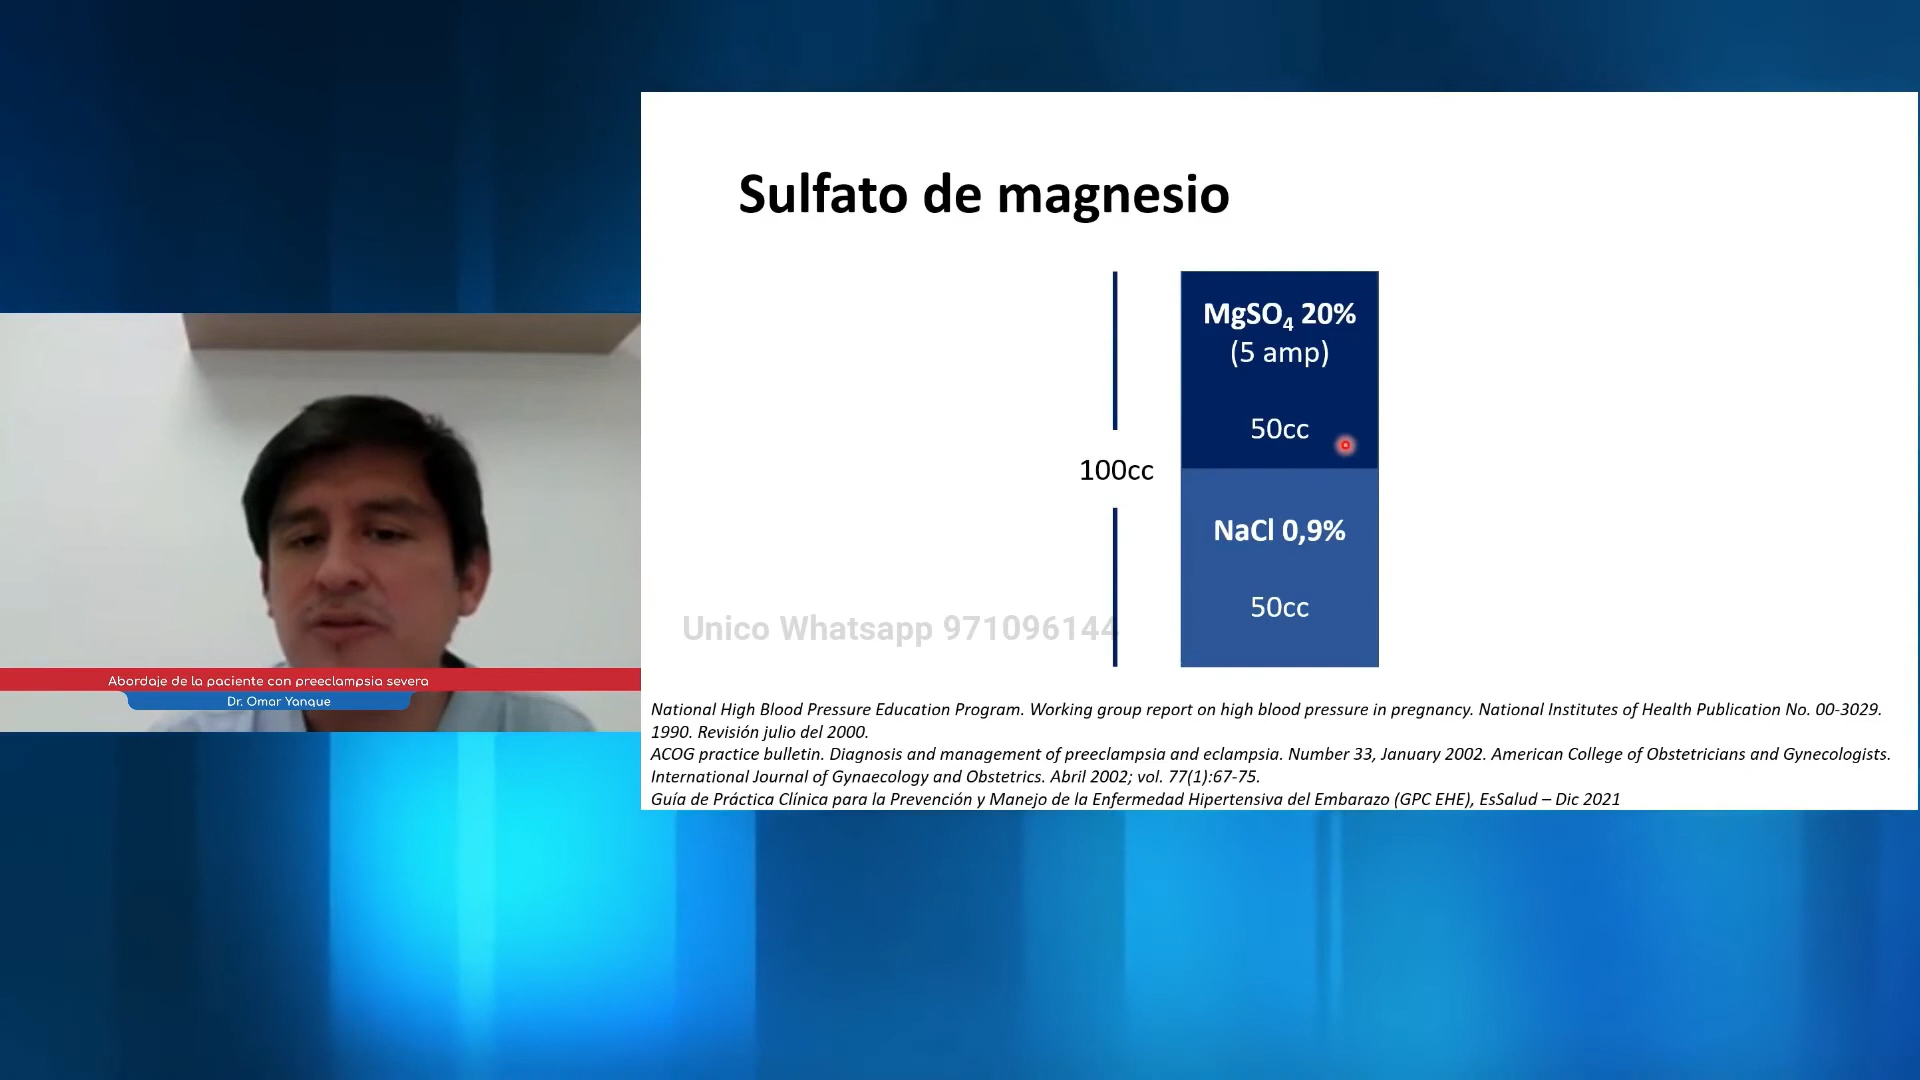 Sulfato de magnesio
MgSO₄ 20%
(5 amp)
50cc
100cc
NaCl 0,9%
50cc
Unico Whatsapp 971096144
Abordaje de la paciente con preeclampsia severa
Dr. Omar Yanque
National High Blood Pressure Education Program. Working group report on high blood pressure in pregnancy. National Institutes of Health Publication No. 00-3029.
1990. Revisión julio del 2000.
ACOG practice bulletin. Diagnosis and management of preeclampsia and eclampsia. Number 33, January 2002. American College of Obstetricians and Gynecologists.
International Journal of Gynaecology and Obstetrics. Abril 2002; vol. 77(1):67-75.
Guía de Práctica Clínica para la Prevención y Manejo de la Enfermedad Hipertensiva del Embarazo (GPC EHE), EsSalud – Dic 2021